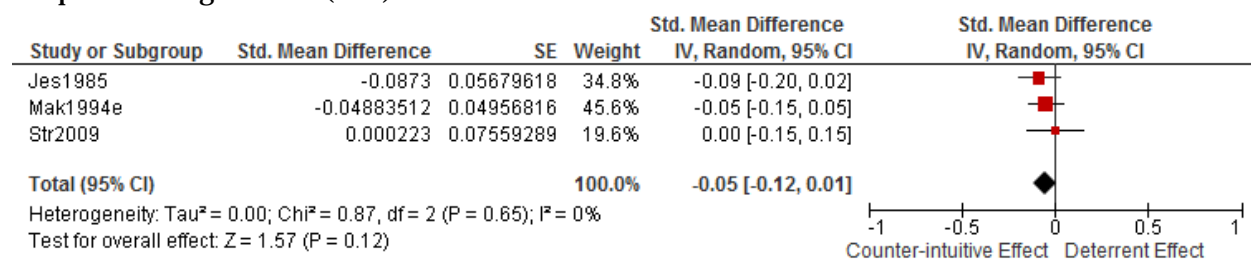 Std. Mean Difference Std. Mean Difference
Study or Subgroup Std. Mean Difference SE Weight IV, Random, 95% CI IV, Random, 95% CI
Jes1985 -0.0873 0.05679618 34.8% -0.09 [-0.20, 0.02]
Mak1994e -0.04883512 0.04956816 45.6% -0.05 [-0.15, 0.05]
Str2009 0.000223 0.07559289 19.6% 0.00 [-0.15, 0.15]
Total (95% CI) 100.0% -0.05 [-0.12, 0.01]
Heterogeneity: Tau² = 0.00; Chi² = 0.87, df = 2 (P = 0.65); I² = 0%
Test for overall effect: Z = 1.57 (P = 0.12)
-1 -0.5 0 0.5 1
Counter-intuitive Effect Deterrent Effect